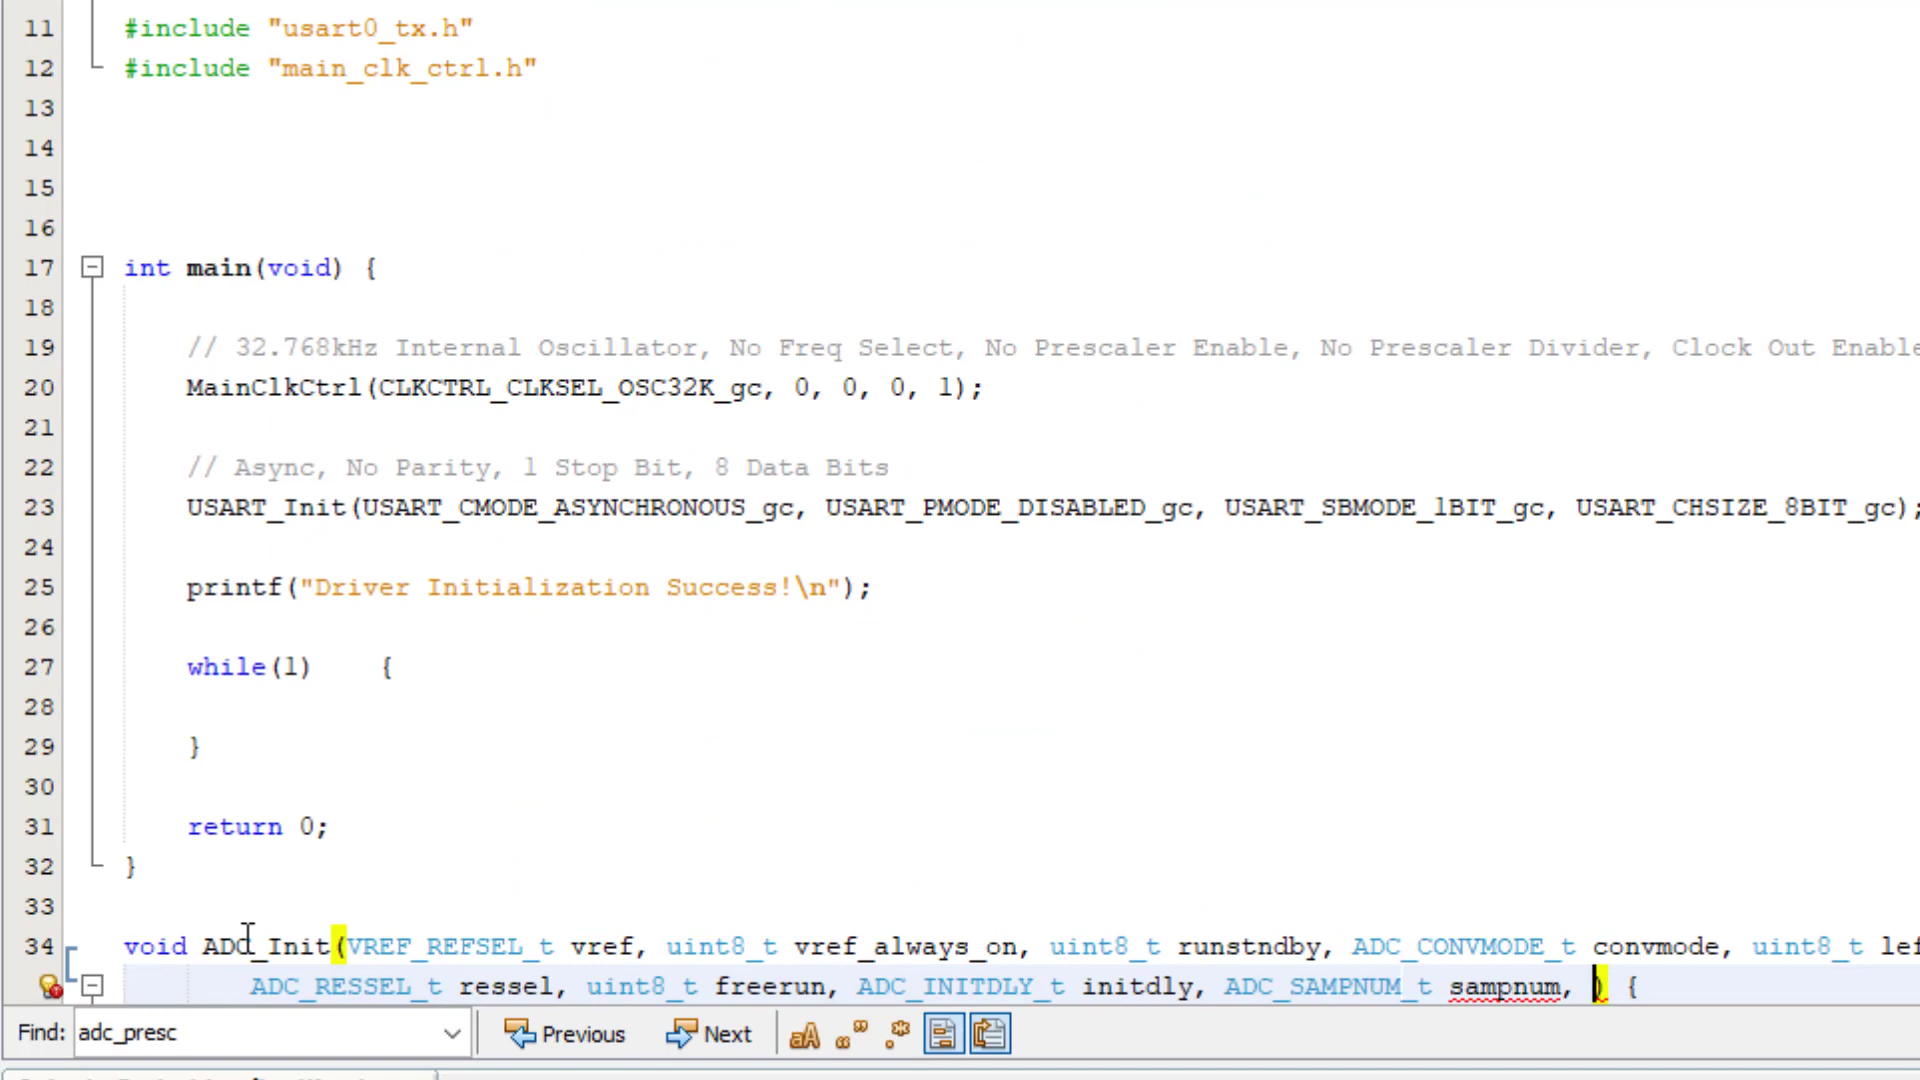 11 #include "usart0_tx.h"
12 #include "main_clk_ctrl.h"
13
14
15
16
17 int main(void) {
18
19 // 32.768kHz Internal Oscillator, No Freq Select, No Prescaler Enable, No Prescaler Divider, Clock Out Enable
20 MainClkCtrl(CLKCTRL_CLKSEL_OSC32K_gc, 0, 0, 0, 1);
21
22 // Async, No Parity, 1 Stop Bit, 8 Data Bits
23 USART_Init(USART_CMODE_ASYNCHRONOUS_gc, USART_PMODE_DISABLED_gc, USART_SBMODE_1BIT_gc, USART_CHSIZE_8BIT_gc);
24
25 printf("Driver Initialization Success!\n");
26
27 while(1) {
28
29 }
30
31 return 0;
32 }
33
34 void ADC_Init(VREF_REFSEL_t vref, uint8_t vref_always_on, uint8_t runstndby, ADC_CONVMODE_t convmode, uint8_t lef
ADC_RESSEL_t ressel, uint8_t freerun, ADC_INITDLY_t initdly, ADC_SAMPNUM_t sampnum, ) {
Find: adc_presc Previous Next